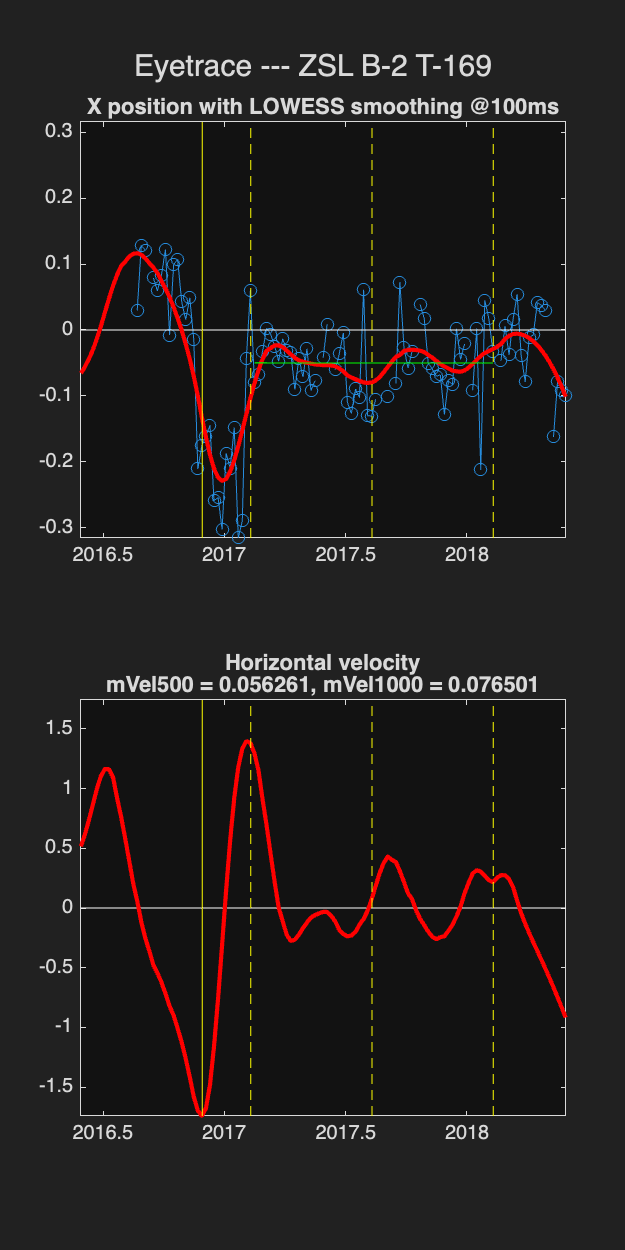 Eyetrace --- ZSL B-2 T-169
X position with LOWESS smoothing @100ms
0.3
0.2
0.1
0
-0.1
-0.2
-0.3
2016.5 2017 2017.5 2018
Horizontal velocity
mVel500 = 0.056261, mVel1000 = 0.076501
1.5
1
0.5
0
-0.5
-1
-1.5
2016.5 2017 2017.5 2018